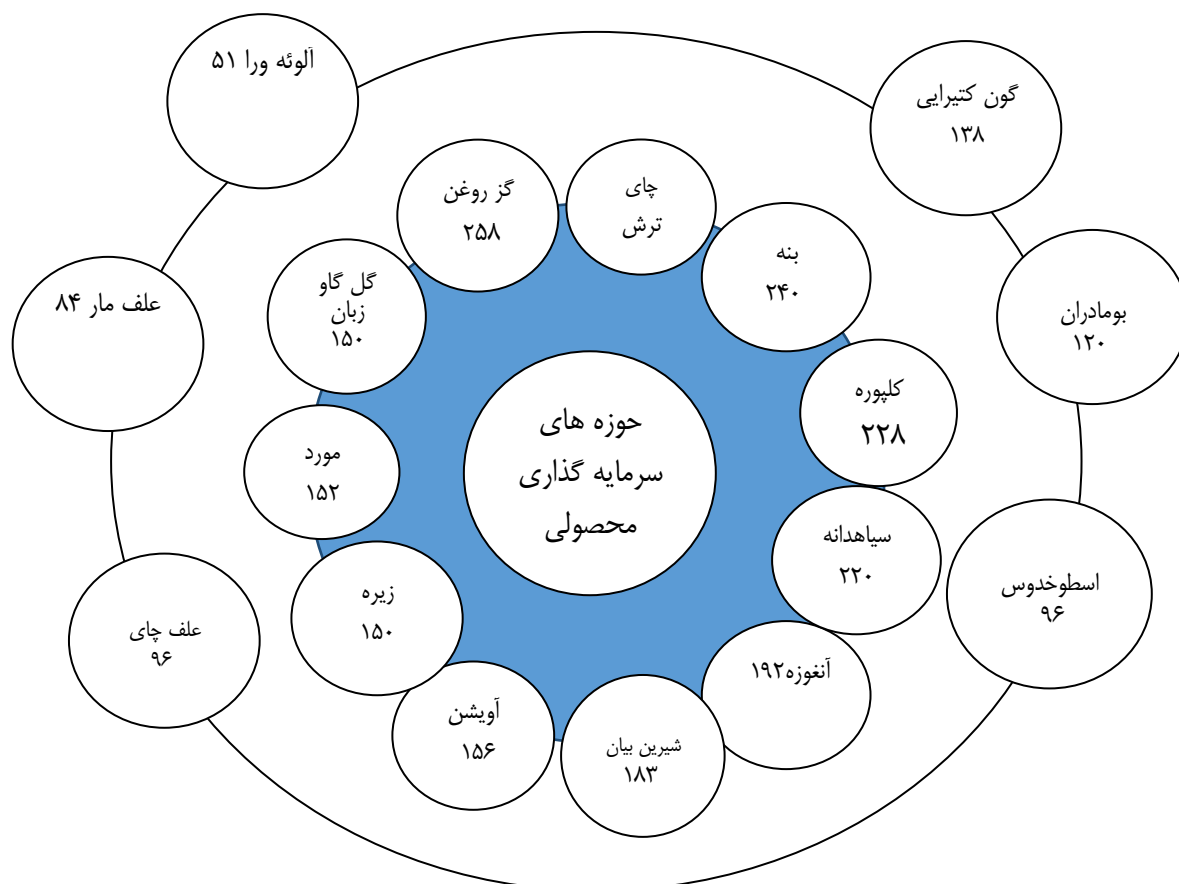 آلوئه ورا ۵۱
گون کتیرایی
۱۳۸
چای
ترش
گز روغن
۲۵۸
بنه
۲۴۰
گل گاو
زبان
۱۵۰
علف مار ۸۴
بومادران
۱۲۰
کلپوره
۲۲۸
حوزه های
سرمایه گذاری
محصولی
مورد
۱۵۲
سیاهدانه
۲۲۰
اسطوخدوس
۹۶
زیره
۱۵۰
علف چای
۹۶
آنغوزه۱۹۲
آویشن
۱۵۶
شیرین بیان
۱۸۳